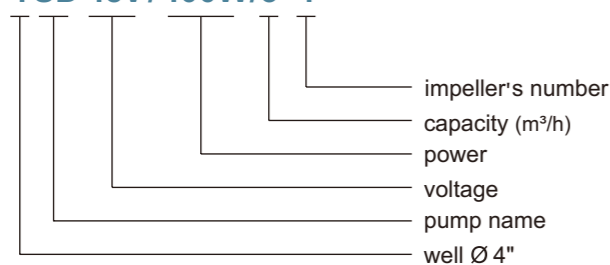 impeller's number
capacity (m³/h)
power
voltage
pump name
well Ø 4"